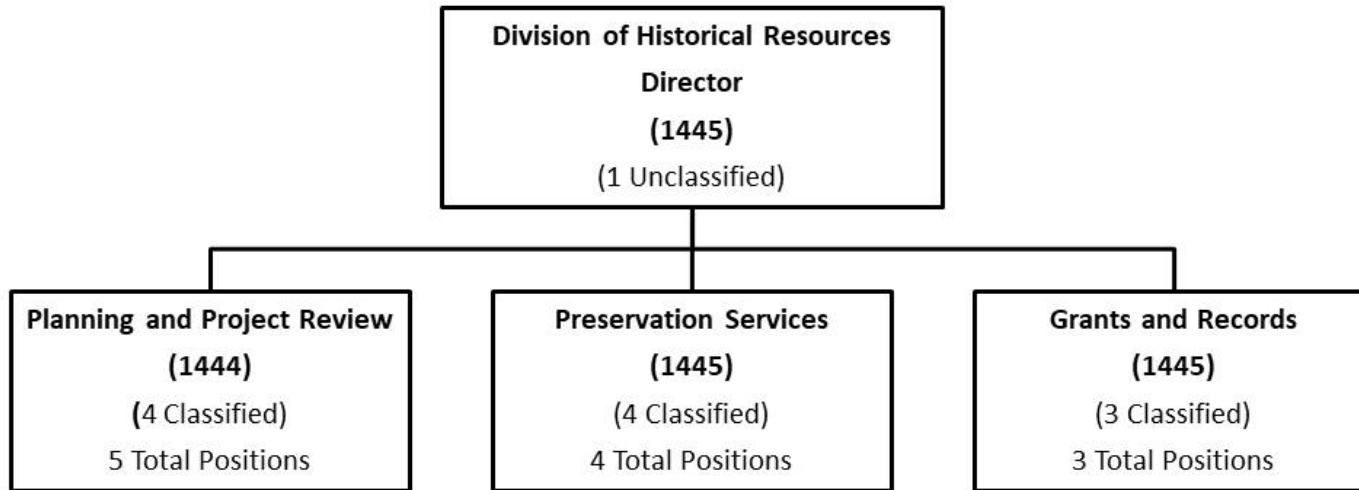 Division of Historical Resources
Director
(1445)
(1 Unclassified)
Planning and Project Review
(1444)
(4 Classified)
5 Total Positions
Preservation Services
(1445)
(4 Classified)
4 Total Positions
Grants and Records
(1445)
(3 Classified)
3 Total Positions